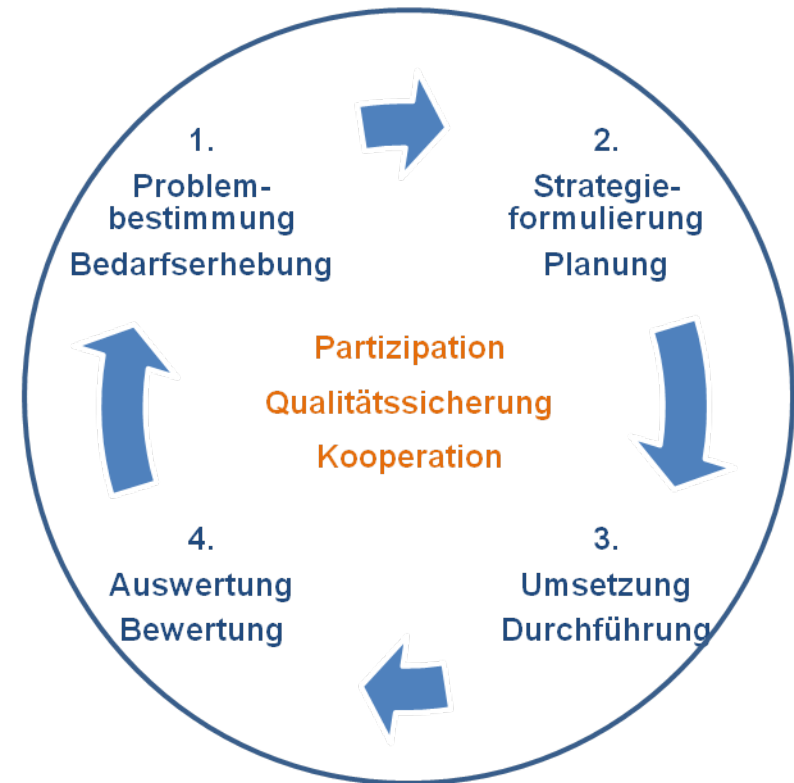 1.
Problem-
bestimmung
Bedarfserhebung
2.
Strategie-
formulierung
Planung
Partizipation
Qualitätssicherung
Kooperation
3.
Umsetzung
Durchführung
4.
Auswertung
Bewertung